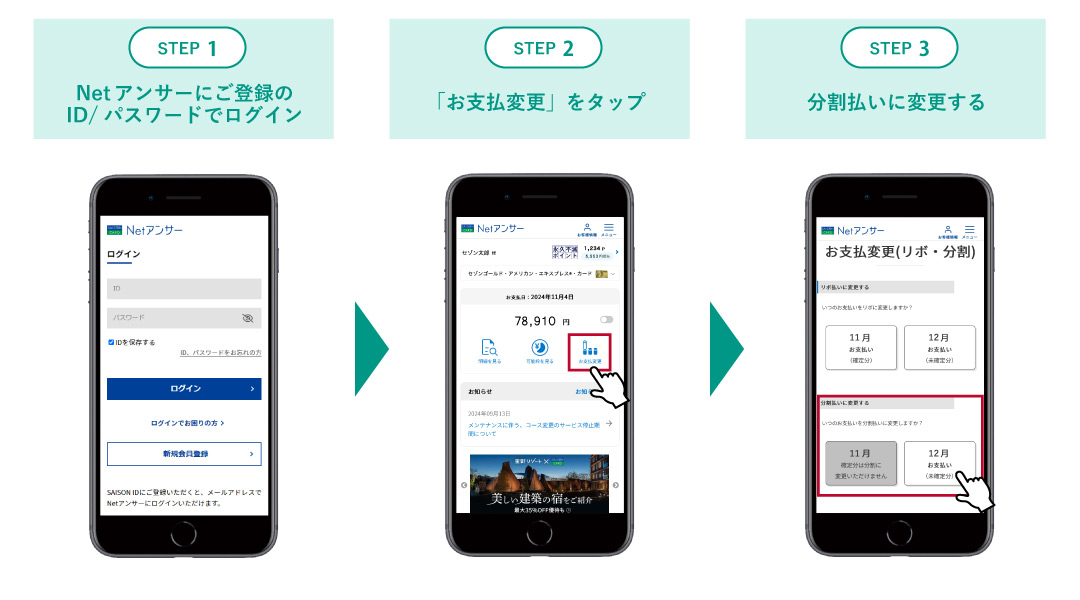 STEP 1
Netアンサーにご登録の
ID/パスワードでログイン
STEP 2
「お支払変更」をタップ
STEP 3
分割払いに変更する
Netアンサー
ログイン
ID
パスワード
IDを保存する
ID、パスワードをお忘れの方
ログイン
ログインでお困りの方
新規会員登録
SAISON IDにご登録いただくと、メールアドレスで
Netアンサーにログインいただけます。
Netアンサー
お客様情報 メニュー
セゾン太郎 様
永久不滅
ポイント
1,234 P
セゾンゴールド・アメリカン・エキスプレス®・カード
お支払日:2024年11月4日
78,910 円
明細を見る
可能枠を見る
お支払変更
お知らせ
お知
2024年09月13日
メンテナンスに伴う、コース変更のサービス停止期
間について
星野リゾート ×
美しい建築の宿をご紹介
最大35%OFF優待も
Netアンサー
お客様情報 メニュー
お支払変更(リボ・分割)
リボ払いに変更する
いつのお支払いをリボに変更しますか?
11月
お支払い
(確定分)
12月
お支払い
(未確定分)
分割払いに変更する
いつのお支払いを分割払いに変更しますか?
11月
確定分は分割に
変更いただけません
12月
お支払い
(未確定分)